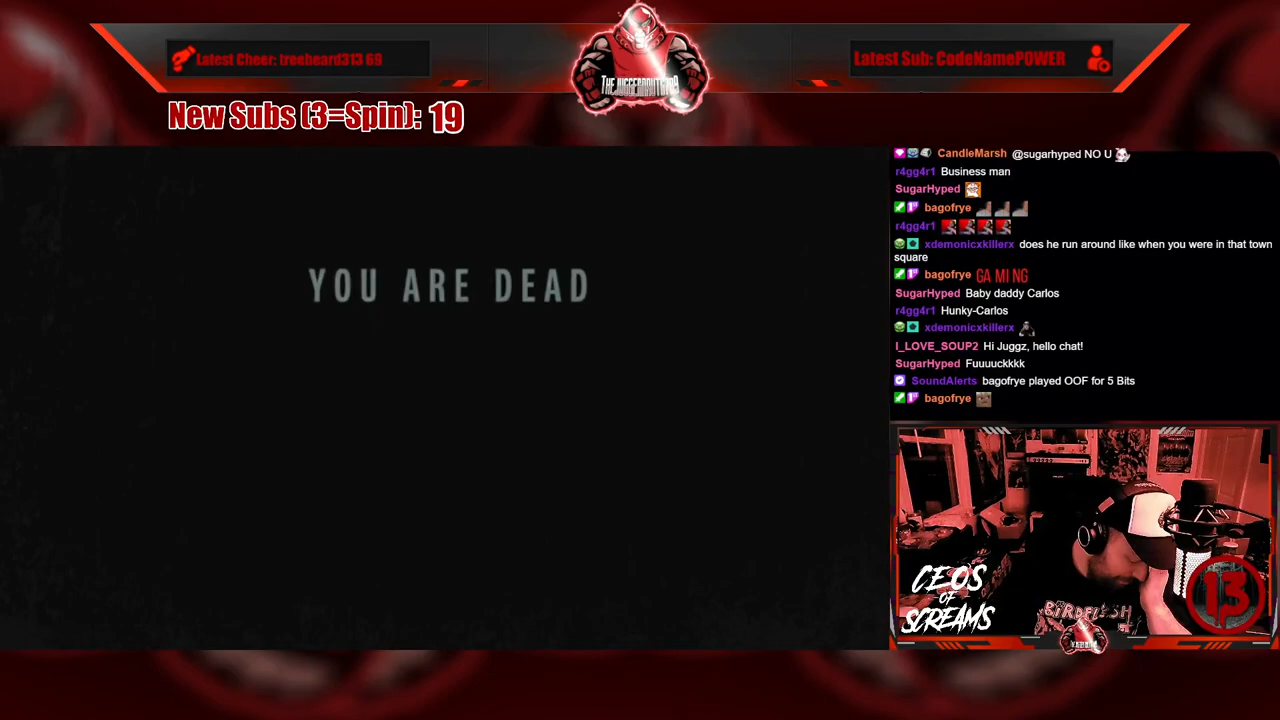 Latest Cheer: treebeard313 69
THEJUGGERNAUT89
Latest Sub: CodeNamePOWER
New Subs (3=Spin): 19
YOU ARE DEAD
CandleMarsh @sugarhyped NO U
r4gg4r1 Business man
SugarHyped
bagofrye
r4gg4r1
xdemonicxkillerx does he run around like when you were in that town
square
bagofrye GA MI NG
SugarHyped Baby daddy Carlos
r4gg4r1 Hunky-Carlos
xdemonicxkillerx
I_LOVE_SOUP2 Hi Juggz, hello chat!
SugarHyped Fuuuuckkkk
SoundAlerts bagofrye played OOF for 5 Bits
bagofrye
CEOS
OF
SCREAMS
13
BIRDFLESH